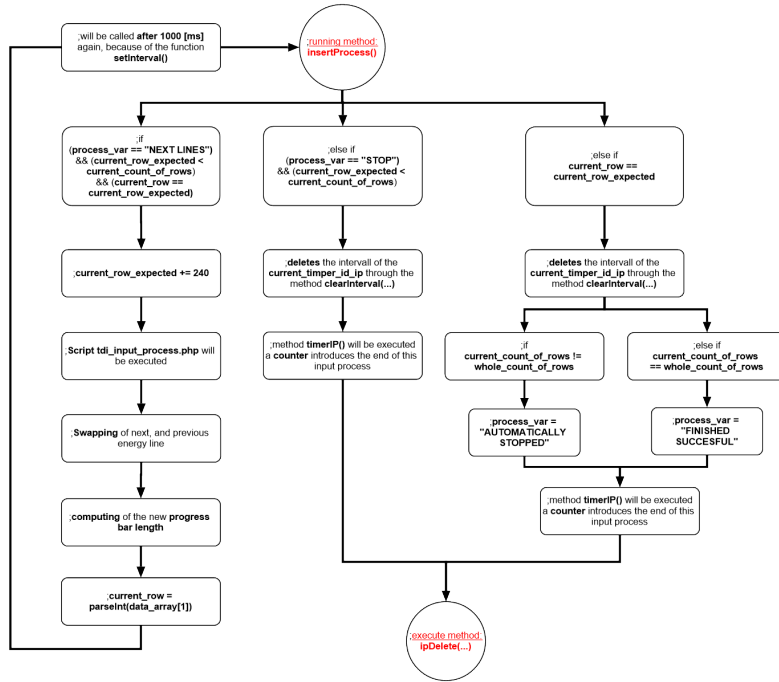 ;will be called after 1000 [ms]
again, because of the function
setInterval()
;running method:
insertProcess()
;if
(process_var == "NEXT LINES")
&& (current_row_expected <
current_count_of_rows)
&& (current_row ==
current_row_expected)
;else if
(process_var == "STOP")
&& (current_row_expected <
current_count_of_rows)
;else if
current_row ==
current_row_expected
;current_row_expected += 240
;deletes the intervall of the
current_timper_id_ip through the
method clearInterval(...)
;deletes the intervall of the
current_timper_id_ip through the
method clearInterval(...)
;Script tdi_input_process.php will
be executed
;method timerIP() will be executed
a counter introduces the end of this
input process
;if
current_count_of_rows !=
whole_count_of_rows
;else if
current_count_of_rows
== whole_count_of_rows
;Swapping of next, and previous
energy line
;process_var =
"AUTOMATICALLY
STOPPED"
;process_var =
"FINISHED
SUCCESFUL"
;computing of the new progress
bar length
;method timerIP() will be executed
a counter introduces the end of this
input process
;current_row =
parseInt(data_array[1])
;execute method:
ipDelete(...)